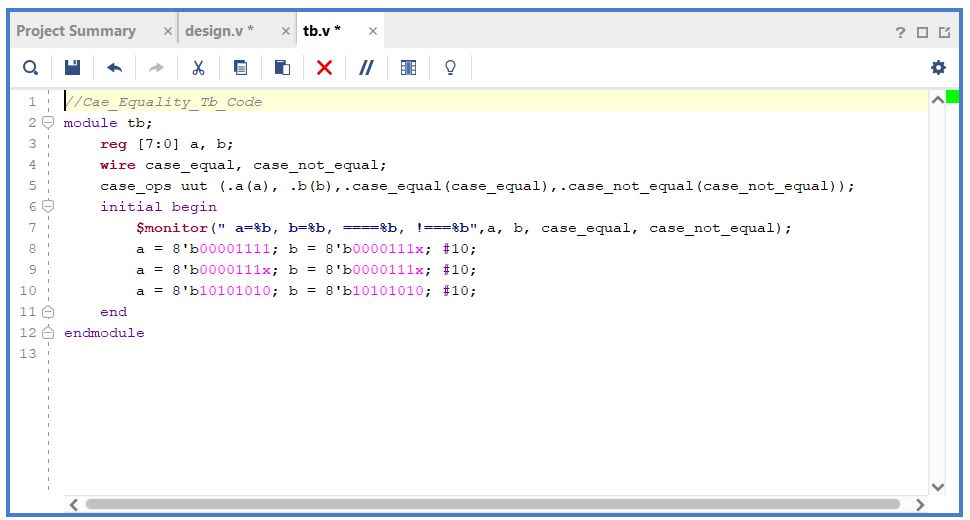 Project Summary × design.v * × tb.v * ×
1 //Cae_Equality_Tb_Code
2 module tb;
3 reg [7:0] a, b;
4 wire case_equal, case_not_equal;
5 case_ops uut (.a(a), .b(b),.case_equal(case_equal),.case_not_equal(case_not_equal));
6 initial begin
7 $monitor(" a=%b, b=%b, ====%b, !===%b",a, b, case_equal, case_not_equal);
8 a = 8'b00001111; b = 8'b0000111x; #10;
9 a = 8'b0000111x; b = 8'b0000111x; #10;
10 a = 8'b10101010; b = 8'b10101010; #10;
11 end
12 endmodule
13